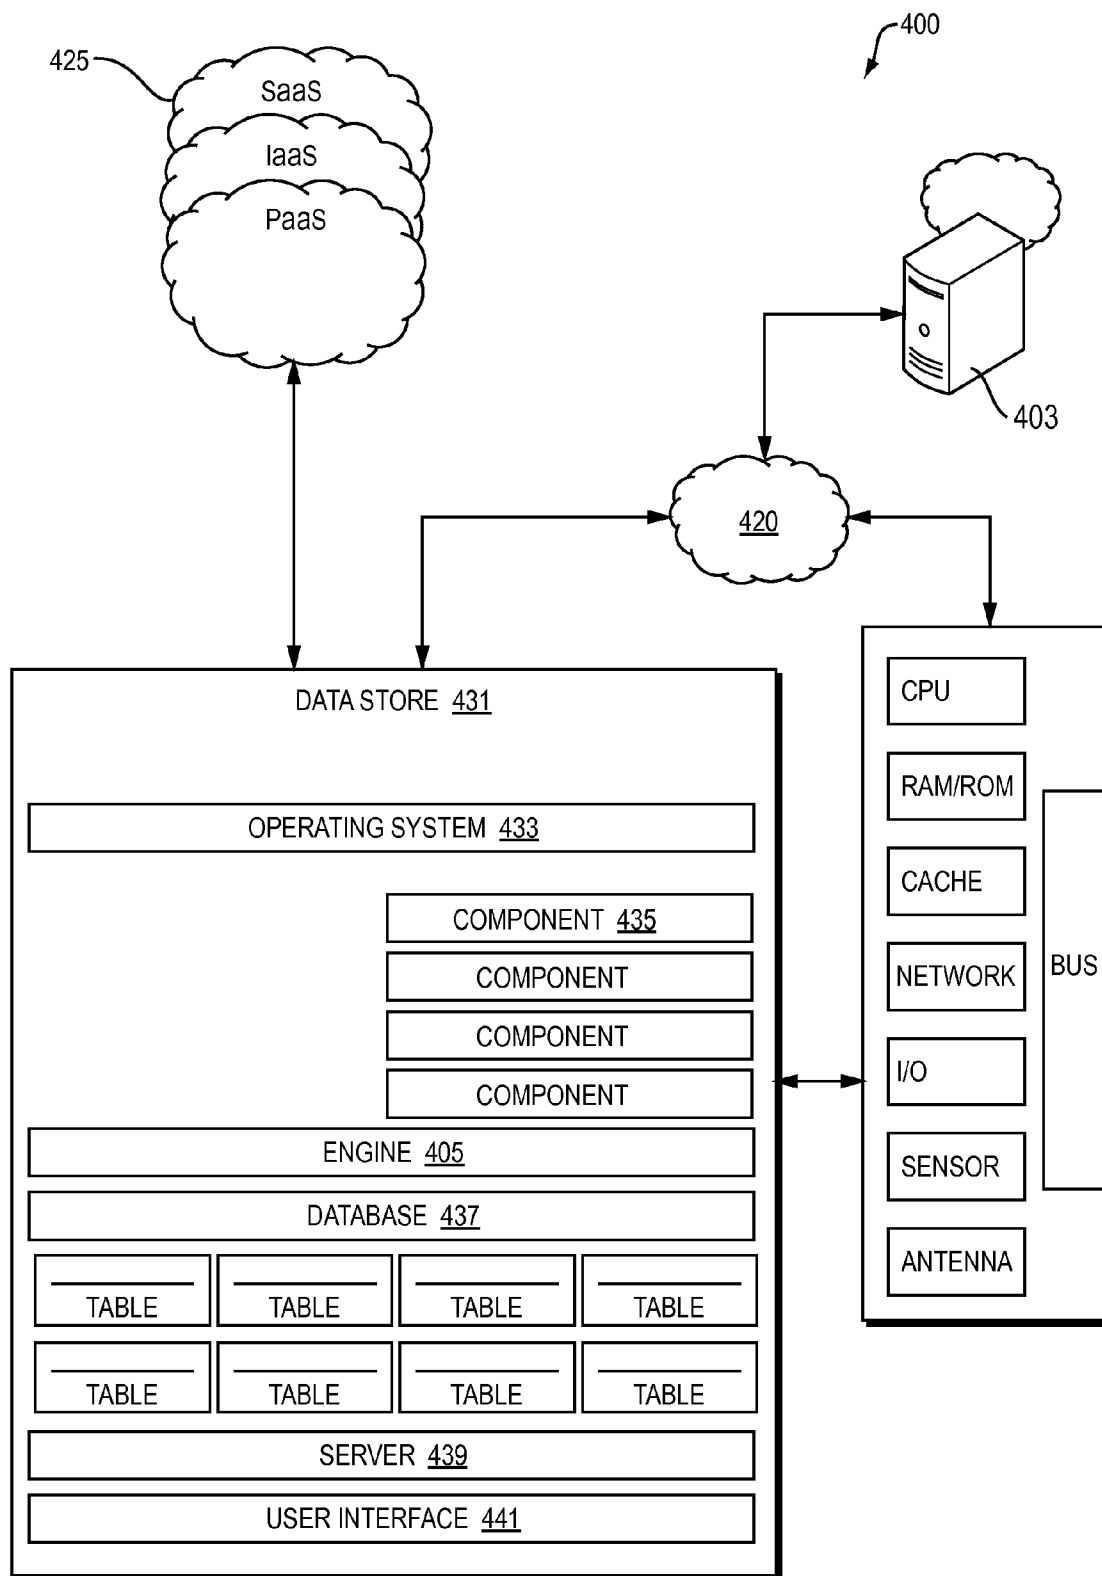 400
425
SaaS
IaaS
PaaS
403
420
DATA STORE 431
OPERATING SYSTEM 433
COMPONENT 435
COMPONENT
COMPONENT
COMPONENT
ENGINE 405
DATABASE 437
TABLE TABLE TABLE TABLE
TABLE TABLE TABLE TABLE
SERVER 439
USER INTERFACE 441
CPU
RAM/ROM
CACHE
NETWORK
I/O
SENSOR
ANTENNA
BUS